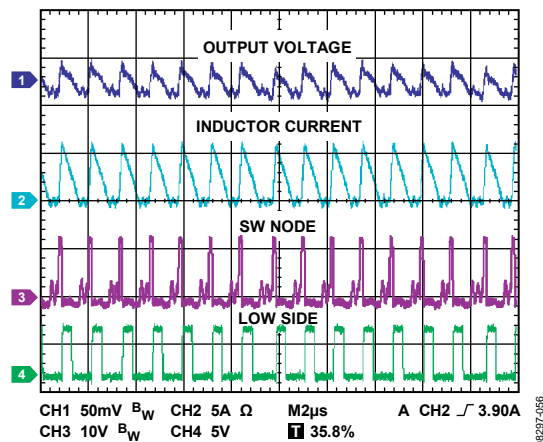 OUTPUT VOLTAGE
1
INDUCTOR CURRENT
2
SW NODE
3
LOW SIDE
4
CH1 50mV BW CH2 5A Ω M2µs A CH2 3.90A
CH3 10V BW CH4 5V T 35.8%
8297-056